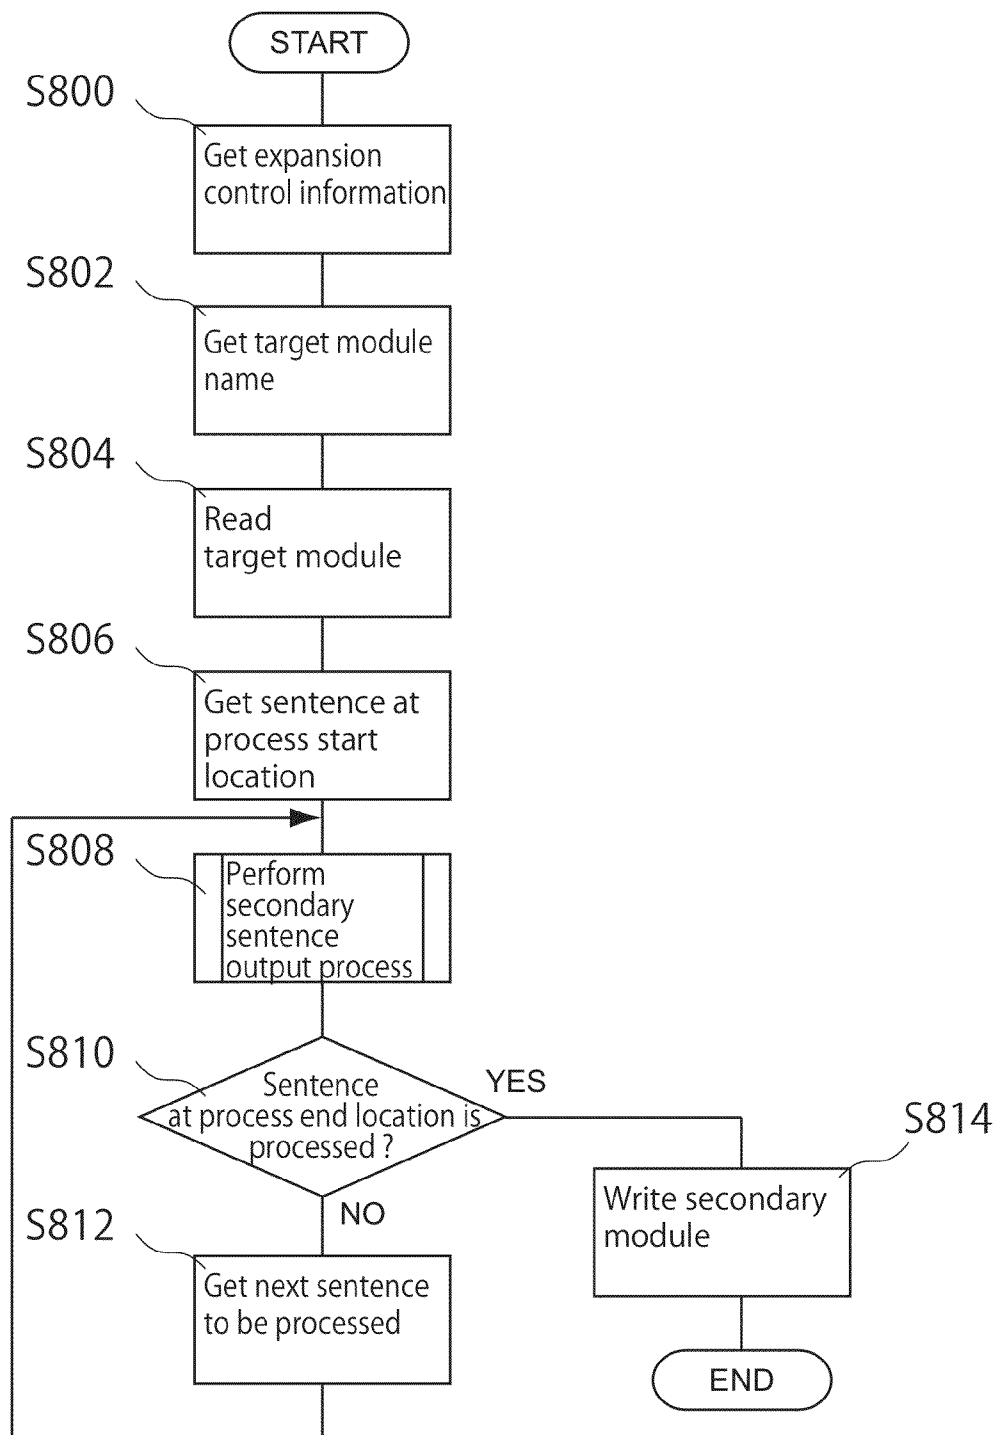 START
S800
Get expansion
control information
S802
Get target module
name
S804
Read
target module
S806
Get sentence at
process start
location
S808
Perform
secondary
sentence
output process
S810
Sentence
at process end location is
processed ?
YES
NO
S814
Write secondary
module
S812
Get next sentence
to be processed
END